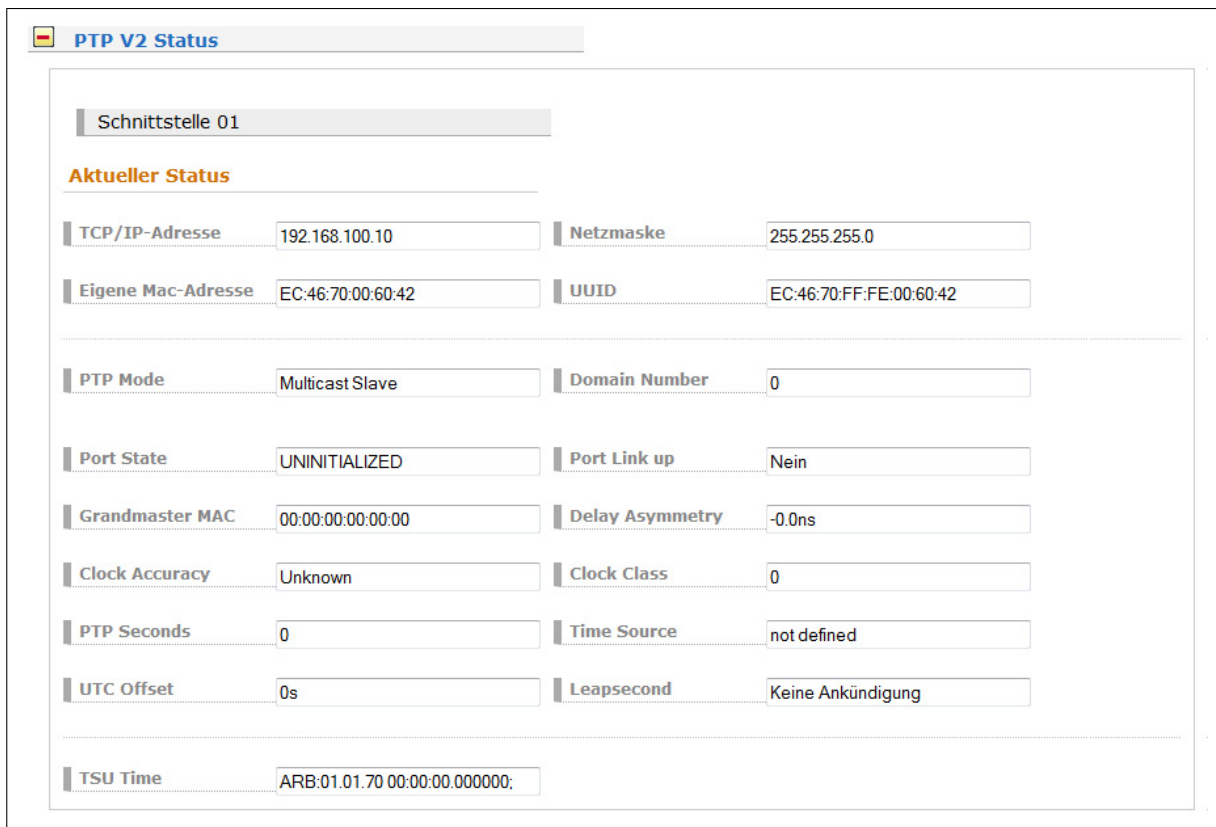 PTP V2 Status
Schnittstelle 01
Aktueller Status
TCP/IP-Adresse 192.168.100.10 Netzmaske 255.255.255.0
Eigene Mac-Adresse EC:46:70:00:60:42 UUID EC:46:70:FF:FE:00:60:42
PTP Mode Multicast Slave Domain Number 0
Port State UNINITIALIZED Port Link up Nein
Grandmaster MAC 00:00:00:00:00:00 Delay Asymmetry -0.0ns
Clock Accuracy Unknown Clock Class 0
PTP Seconds 0 Time Source not defined
UTC Offset 0s Leapsecond Keine Ankündigung
TSU Time ARB:01.01.70 00:00:00.000000;